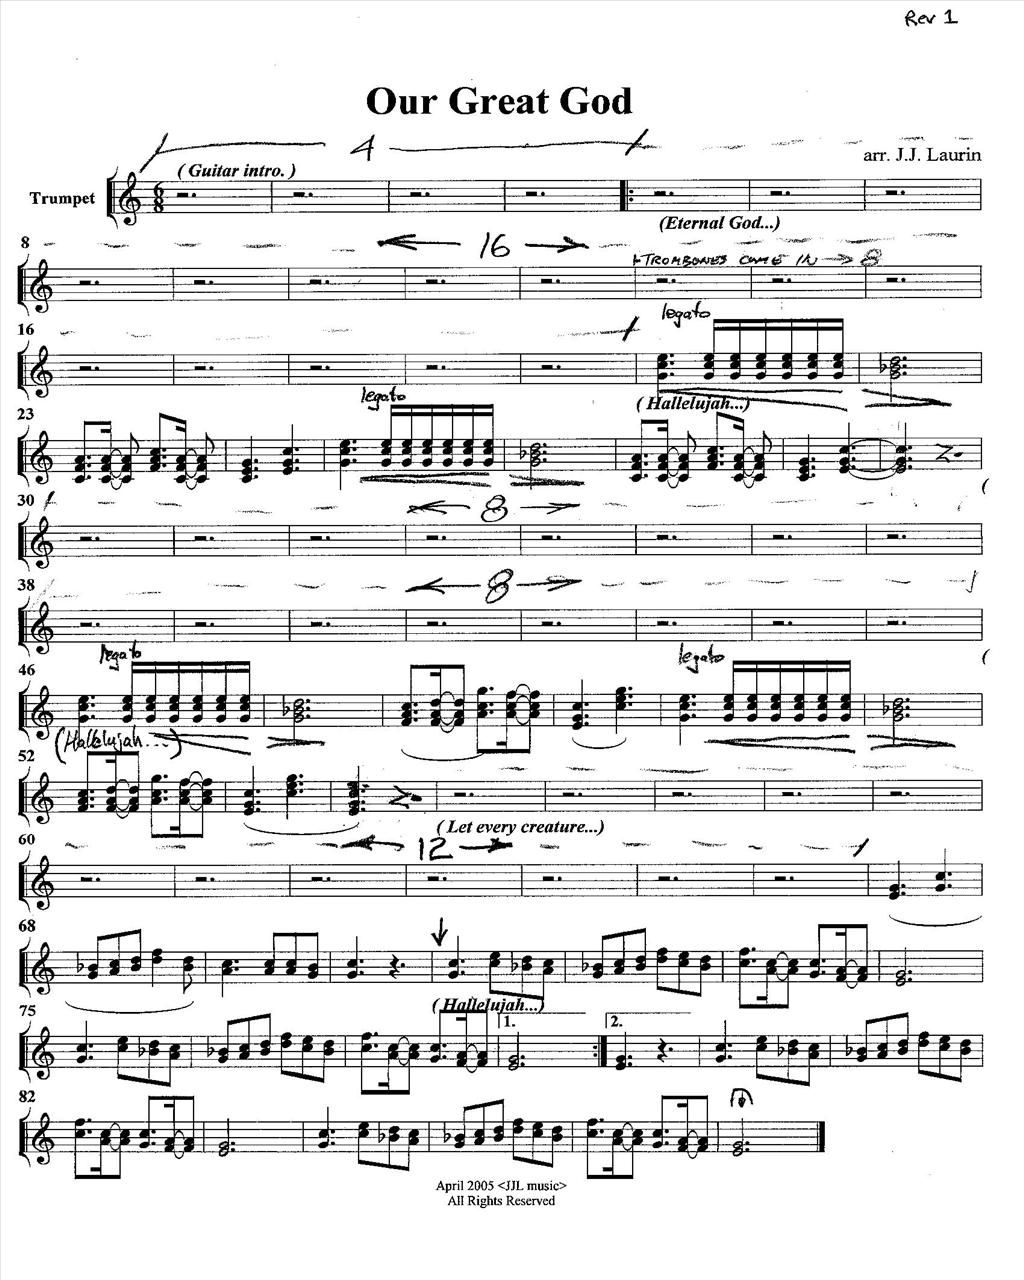 Rev 1
Our Great God
4
arr. J.J. Laurin
( Guitar intro. )
Trumpet
6
8
(Eternal God...)
8
16
TROMBONES COME IN → 8
16
legato
( Hallelujah...)
23
legato
30
8
38
8
46
legato
legato
(Hallelujah...)
52
( Let every creature...)
60
12
68
( Hallelujah...)
75
1.
2.
82
April 2005 <JJL music>
All Rights Reserved